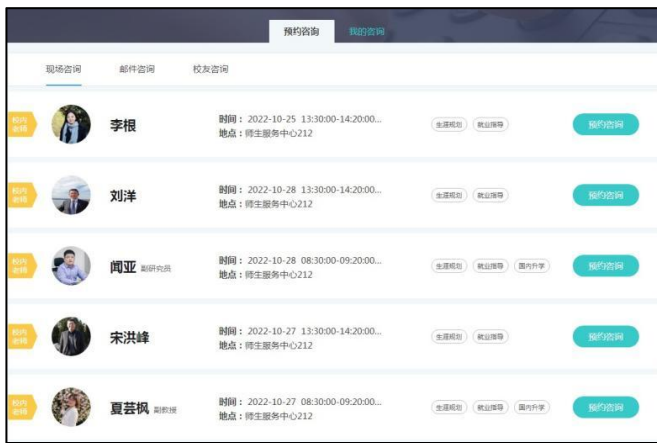 预约咨询 我的咨询
现场咨询 邮件咨询 校友咨询
校内
老师
李根
时间： 2022-10-25 13:30:00-14:20:00...
地点：师生服务中心212
生涯规划 就业指导
预约咨询
校内
老师
刘洋
时间： 2022-10-28 13:30:00-14:20:00...
地点：师生服务中心212
生涯规划 就业指导
预约咨询
校内
老师
闻亚 副研究员
时间： 2022-10-28 08:30:00-09:20:00...
地点：师生服务中心212
生涯规划 就业指导 国内升学
预约咨询
校内
老师
宋洪峰
时间： 2022-10-27 13:30:00-14:20:00...
地点：师生服务中心212
生涯规划 就业指导
预约咨询
校内
老师
夏芸枫 副教授
时间： 2022-10-27 08:30:00-09:20:00...
地点：师生服务中心212
生涯规划 就业指导 国内升学
预约咨询